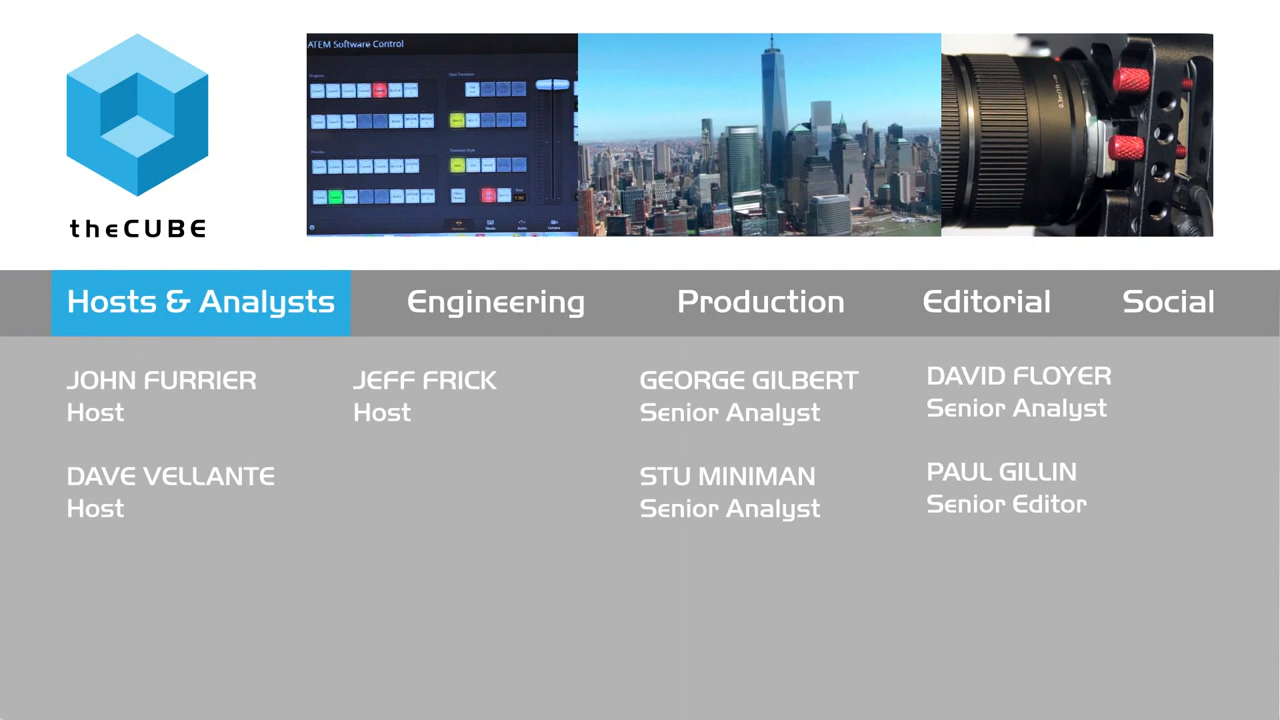 ATEM Software Control
theCUBE
Hosts & Analysts
Engineering
Production
Editorial
Social
JOHN FURRIER
Host
DAVE VELLANTE
Host
JEFF FRICK
Host
GEORGE GILBERT
Senior Analyst
STU MINIMAN
Senior Analyst
DAVID FLOYER
Senior Analyst
PAUL GILLIN
Senior Editor